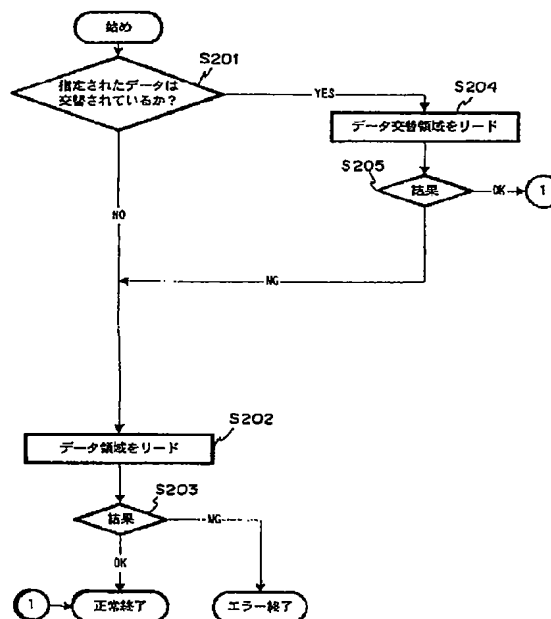 始め
S201
指定されたデータは
交替されているか？
YES
S204
データ交替領域をリード
S205
結果
OK
1
NO
NG
S202
データ領域をリード
S203
結果
NG
OK
1
正常終了
エラー終了